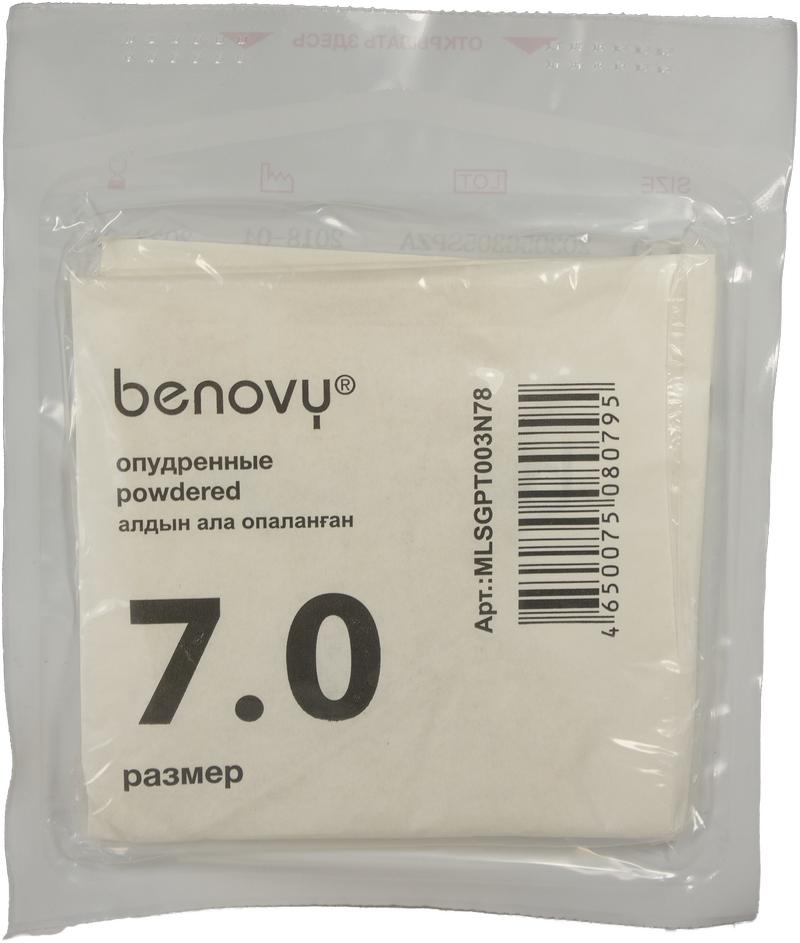 ОТКРЫВАТЬ ЗДЕСЬ
SIZE
LOT
2018-04
benovy®
опудренные
powdered
алдын ала опаланған
7.0
размер
Арт.:MLSGPT003N78
4650075080795